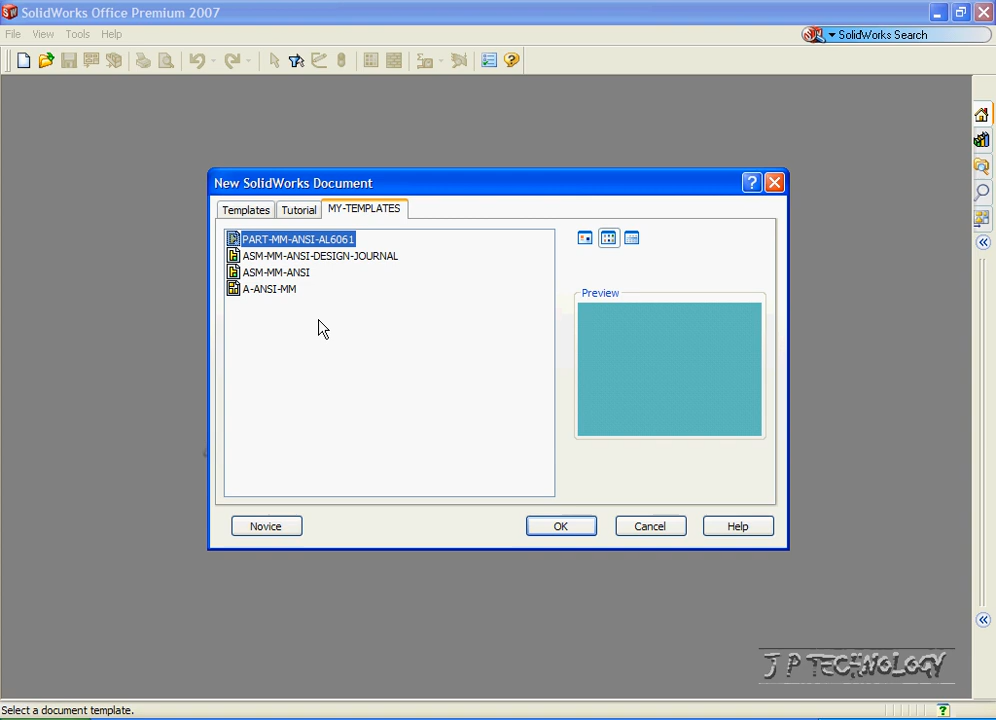 SolidWorks Office Premium 2007
File View Tools Help
SolidWorks Search
New SolidWorks Document
Templates Tutorial MY-TEMPLATES
PART-MM-ANSI-AL6061
ASM-MM-ANSI-DESIGN-JOURNAL
ASM-MM-ANSI
A-ANSI-MM
Preview
Novice OK Cancel Help
J P TECHNOLOGY
Select a document template.